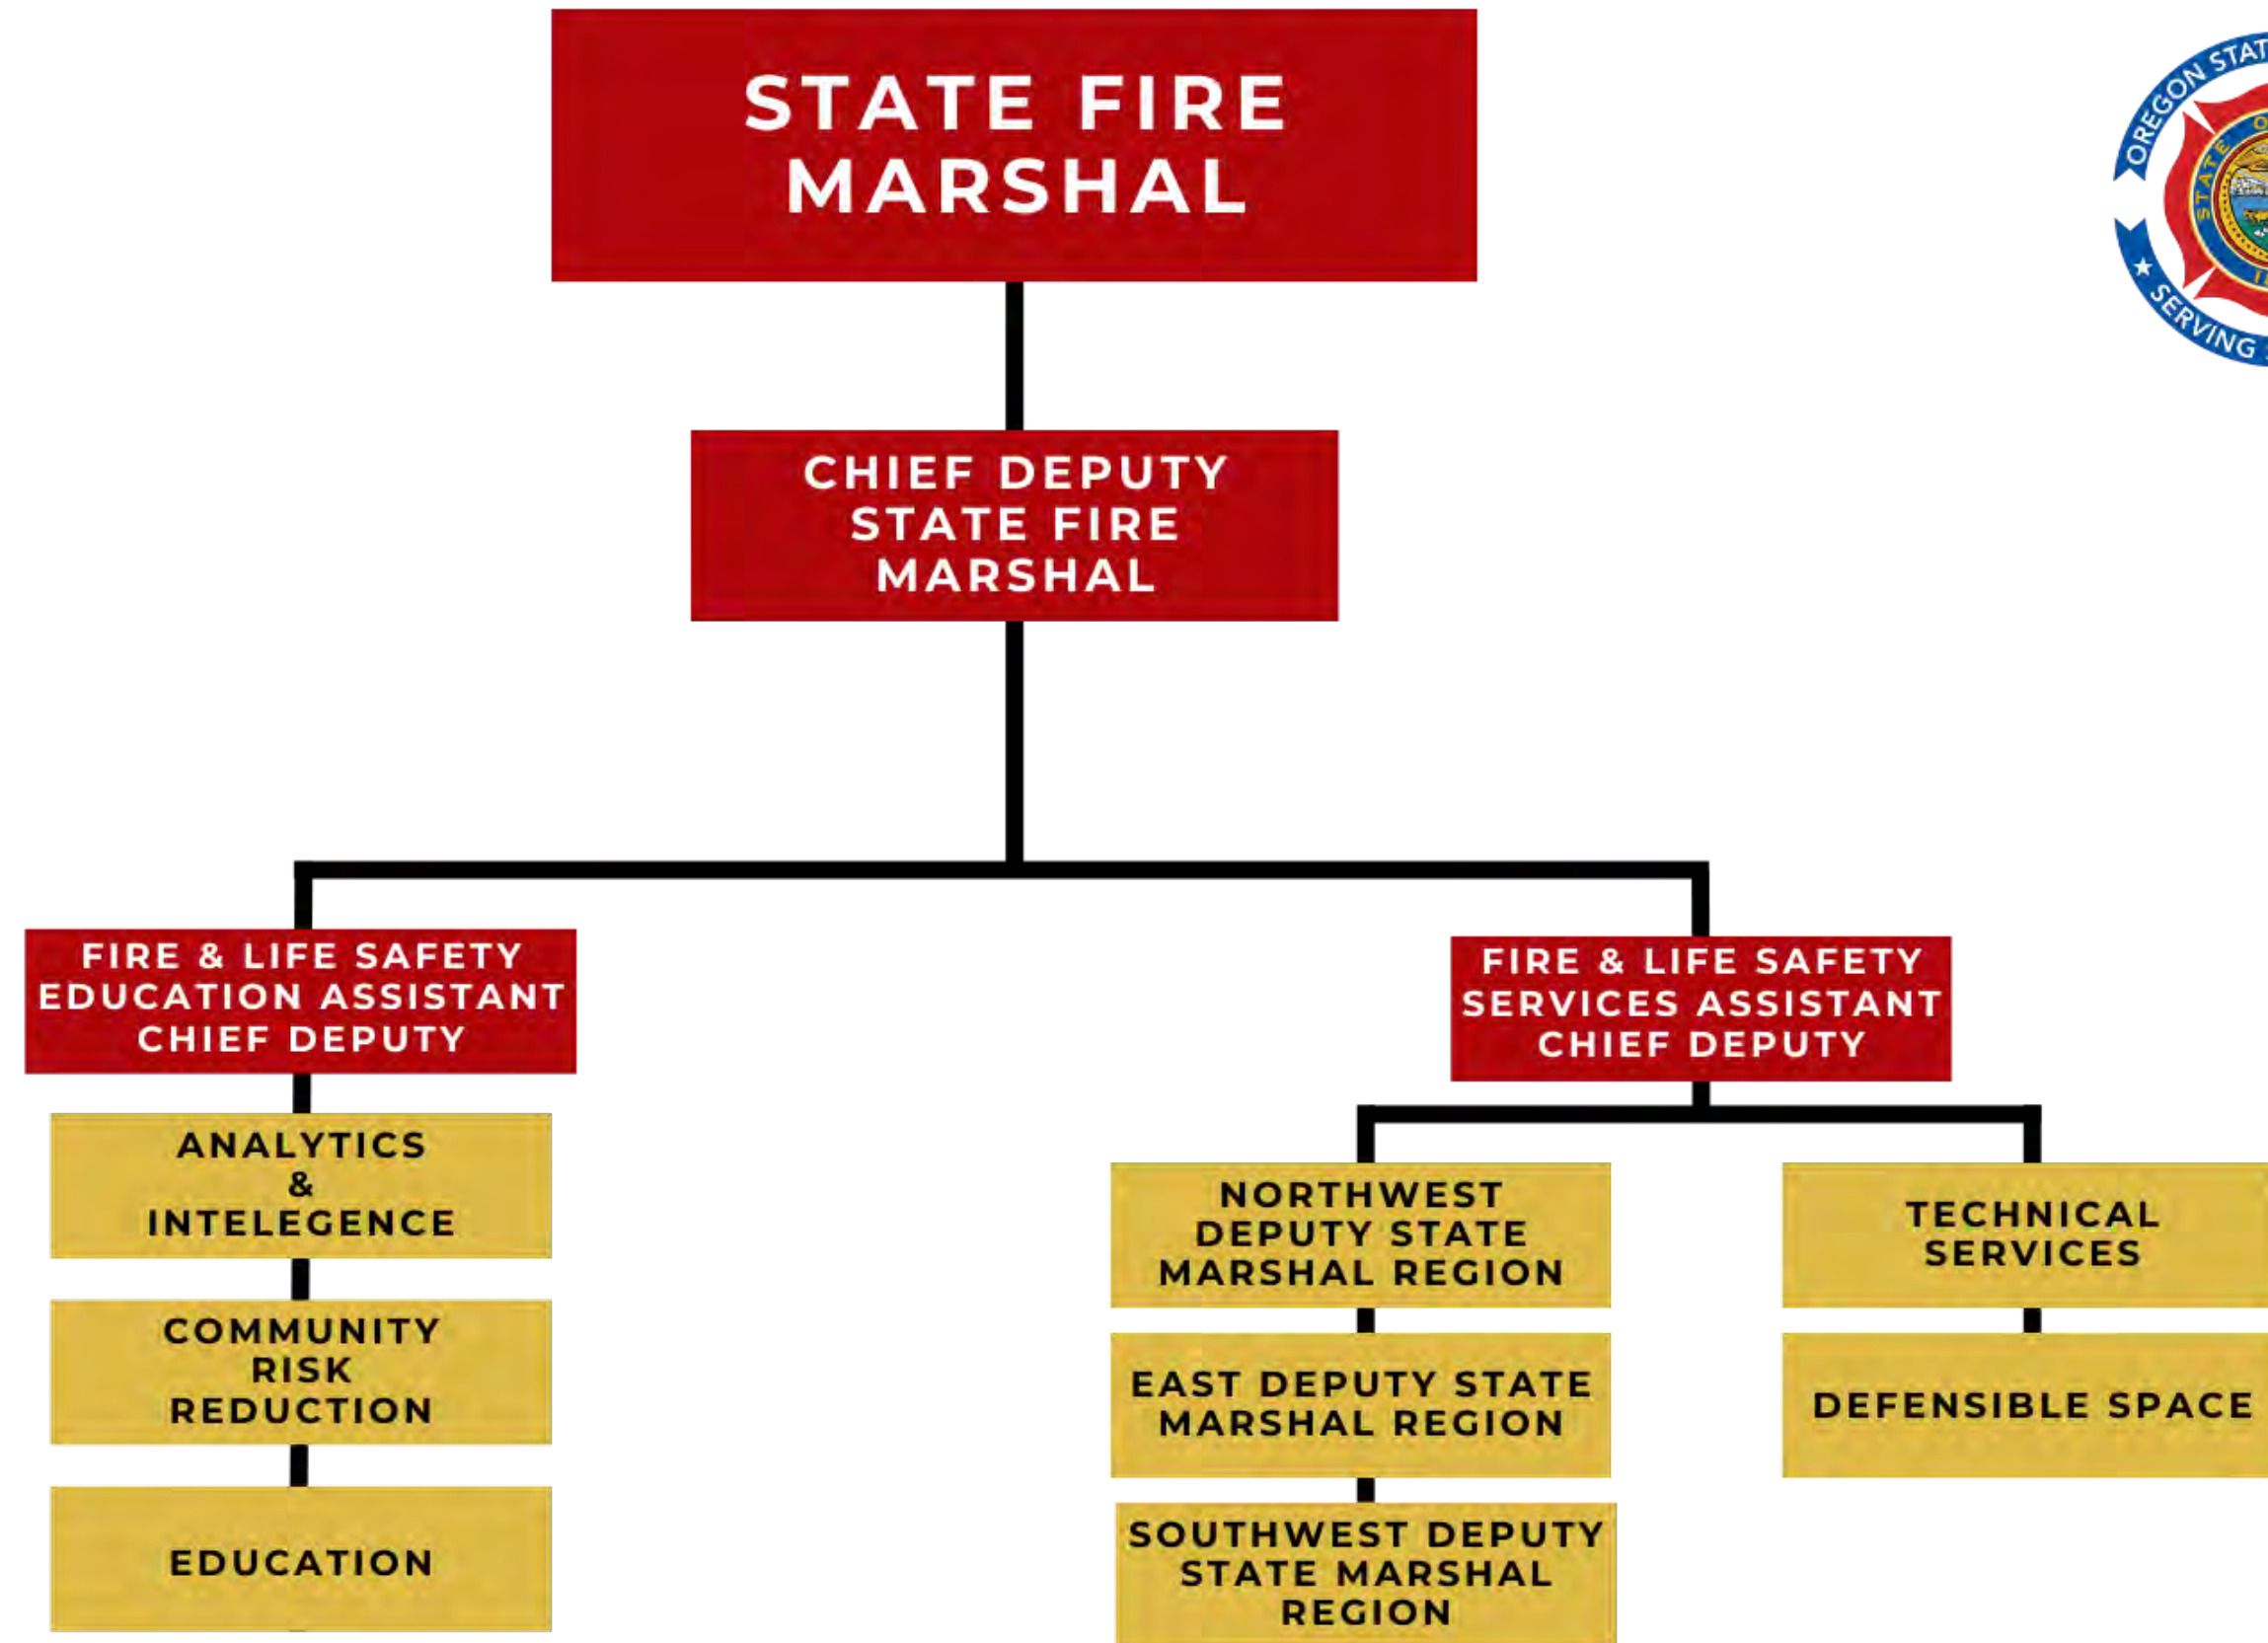 STATE FIRE
MARSHAL
OREGON STAT
STATE
SERVING
CHIEF DEPUTY
STATE FIRE
MARSHAL
FIRE & LIFE SAFETY
EDUCATION ASSISTANT
CHIEF DEPUTY
FIRE & LIFE SAFETY
SERVICES ASSISTANT
CHIEF DEPUTY
ANALYTICS
&
INTELEGENCE
COMMUNITY
RISK
REDUCTION
EDUCATION
NORTHWEST
DEPUTY STATE
MARSHAL REGION
EAST DEPUTY STATE
MARSHAL REGION
SOUTHWEST DEPUTY
STATE MARSHAL
REGION
TECHNICAL
SERVICES
DEFENSIBLE SPACE